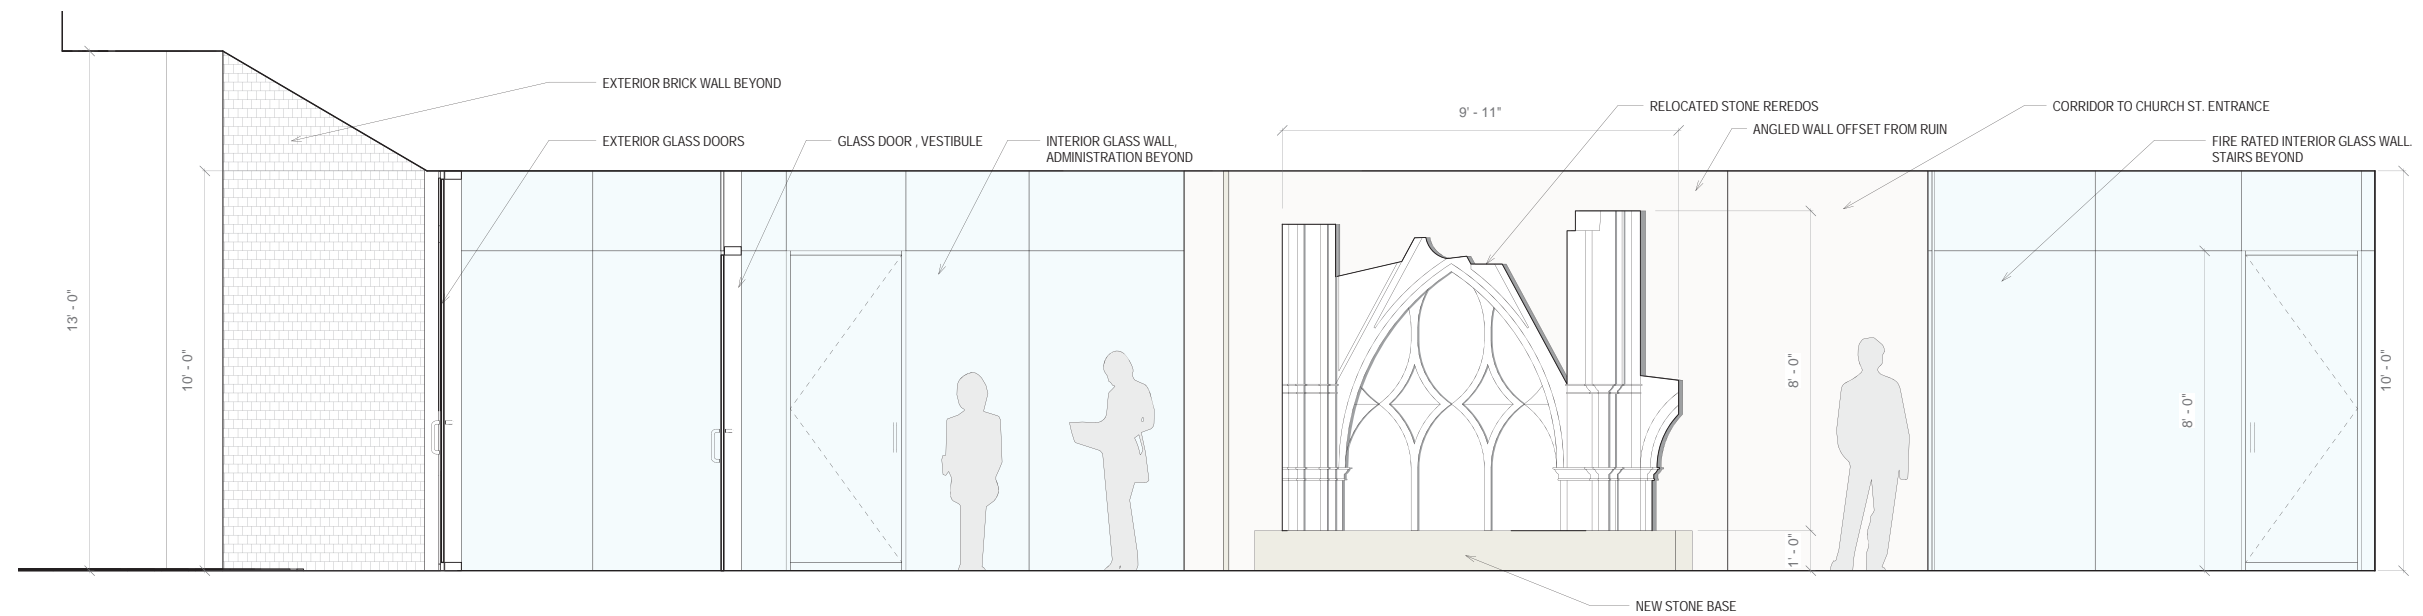 EXTERIOR BRICK WALL BEYOND
9' - 11"
RELOCATED STONE REREDOS
CORRIDOR TO CHURCH ST. ENTRANCE
ANGLED WALL OFFSET FROM RUIN
EXTERIOR GLASS DOORS
GLASS DOOR , VESTIBULE
INTERIOR GLASS WALL,
ADMINISTRATION BEYOND
FIRE RATED INTERIOR GLASS WALL.
STAIRS BEYOND
13' - 0"
10' - 0"
8' - 0"
1' - 0"
8' - 0"
10' - 0"
NEW STONE BASE